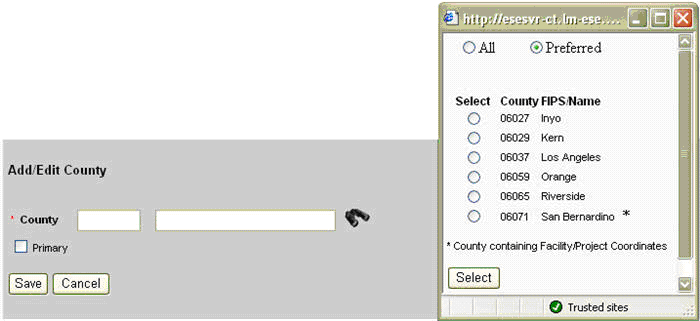 http://esesvr-ct.lm-ese....
All Preferred
Select County FIPS/Name
06027 Inyo
06029 Kern
06037 Los Angeles
06059 Orange
06065 Riverside
06071 San Bernardino *
* County containing Facility/Project Coordinates
Select
Trusted sites
Add/Edit County
* County
Primary
Save Cancel